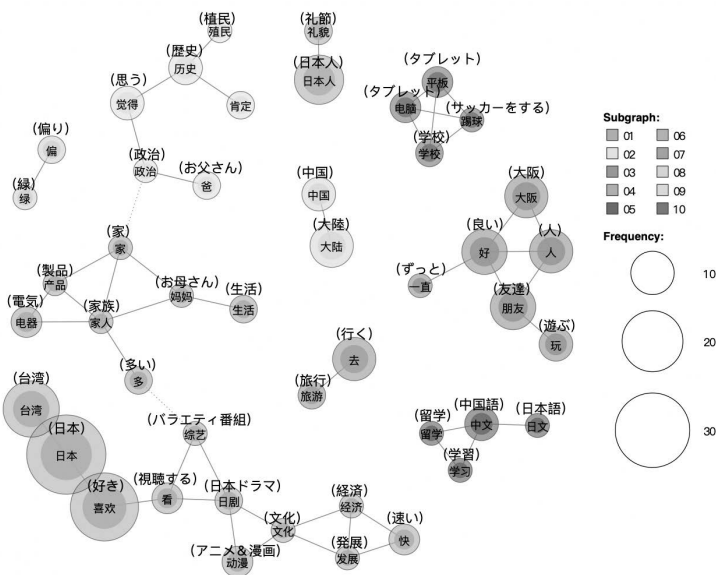 (植民)
殖民
(歴史)
历史
(思う)
觉得
肯定
(偏り)
偏
(緑)
绿
(政治)
政治
(お父さん)
爸
(礼節)
礼貌
(日本人)
日本人
(タブレット)
平板
(タブレット)
电脑
(サッカーをする)
踢球
(学校)
学校
(中国)
中国
(大陸)
大陆
(大阪)
大阪
(良い)
好
(人)
人
(ずっと)
一直
(友達)
朋友
(遊ぶ)
玩
(家)
家
(製品)
产品
(お母さん)
妈妈
(生活)
生活
(電気)
电器
(家族)
家人
(多い)
多
(行く)
去
(旅行)
旅游
(台湾)
台湾
(日本)
日本
(好き)
喜欢
(バラエティ番組)
综艺
(視聴する)
看
(日本ドラマ)
日剧
(文化)
文化
(アニメ&漫画)
动漫
(経済)
经济
(発展)
发展
(速い)
快
(留学)
留学
(中国語)
中文
(日本語)
日文
(学習)
学习
Subgraph:
01 06
02 07
03 08
04 09
05 10
Frequency:
10
20
30